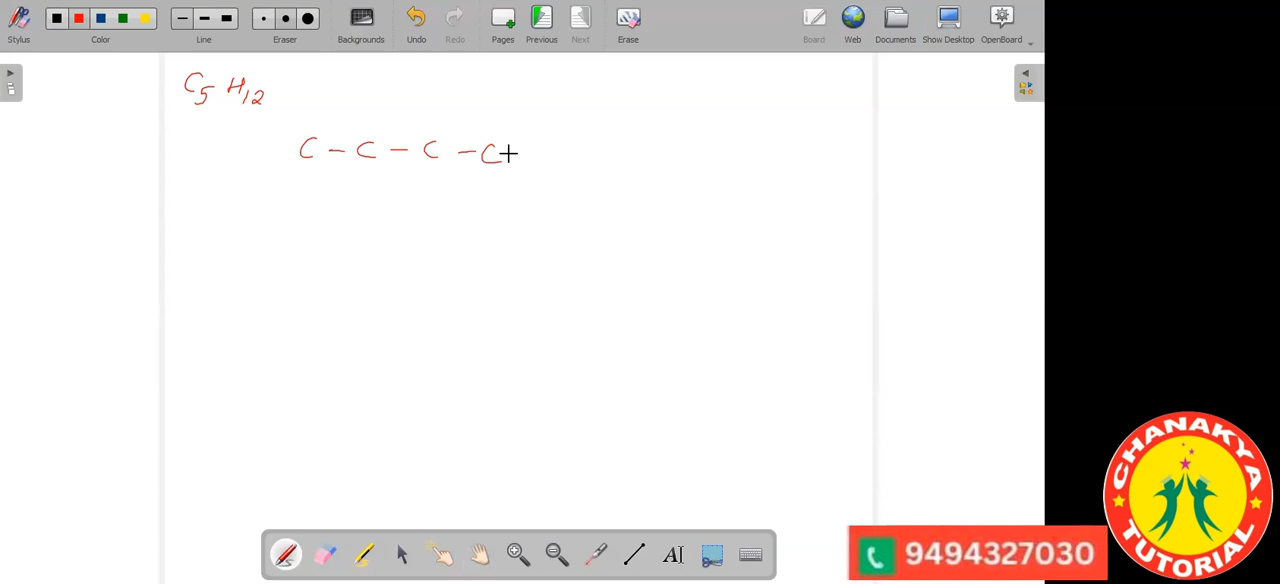 Stylus Color Line Eraser Backgrounds Undo Redo Pages Previous Next Erase Board Web Documents Show Desktop OpenBoard
C5 H12
C - C - C - C
CHANAKYA
TUTORIAL
9494327030